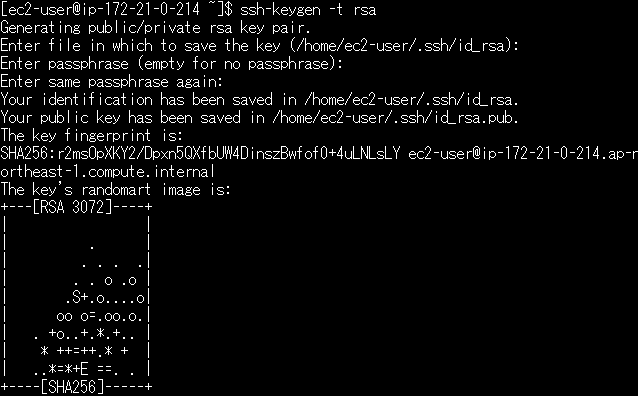 [ec2-user@ip-172-21-0-214 ~]$ ssh-keygen -t rsa
Generating public/private rsa key pair.
Enter file in which to save the key (/home/ec2-user/.ssh/id_rsa):
Enter passphrase (empty for no passphrase):
Enter same passphrase again:
Your identification has been saved in /home/ec2-user/.ssh/id_rsa.
Your public key has been saved in /home/ec2-user/.ssh/id_rsa.pub.
The key fingerprint is:
SHA256:r2msOpXKY2/Dpxn5QXfbUW4DinszBwfof0+4uLNLsLY ec2-user@ip-172-21-0-214.ap-n
ortheast-1.compute.internal
The key's randomart image is:
+---[RSA 3072]----+
|                 |
|          .      |
|         . . .  .|
|        . . o .o |
|       .S+.o....o|
|      oo o=.oo.o.|
|   . +o..+.*.+.. |
|    * ++=++.* +  |
|   ..*=*+E ==. . |
+----[SHA256]-----+